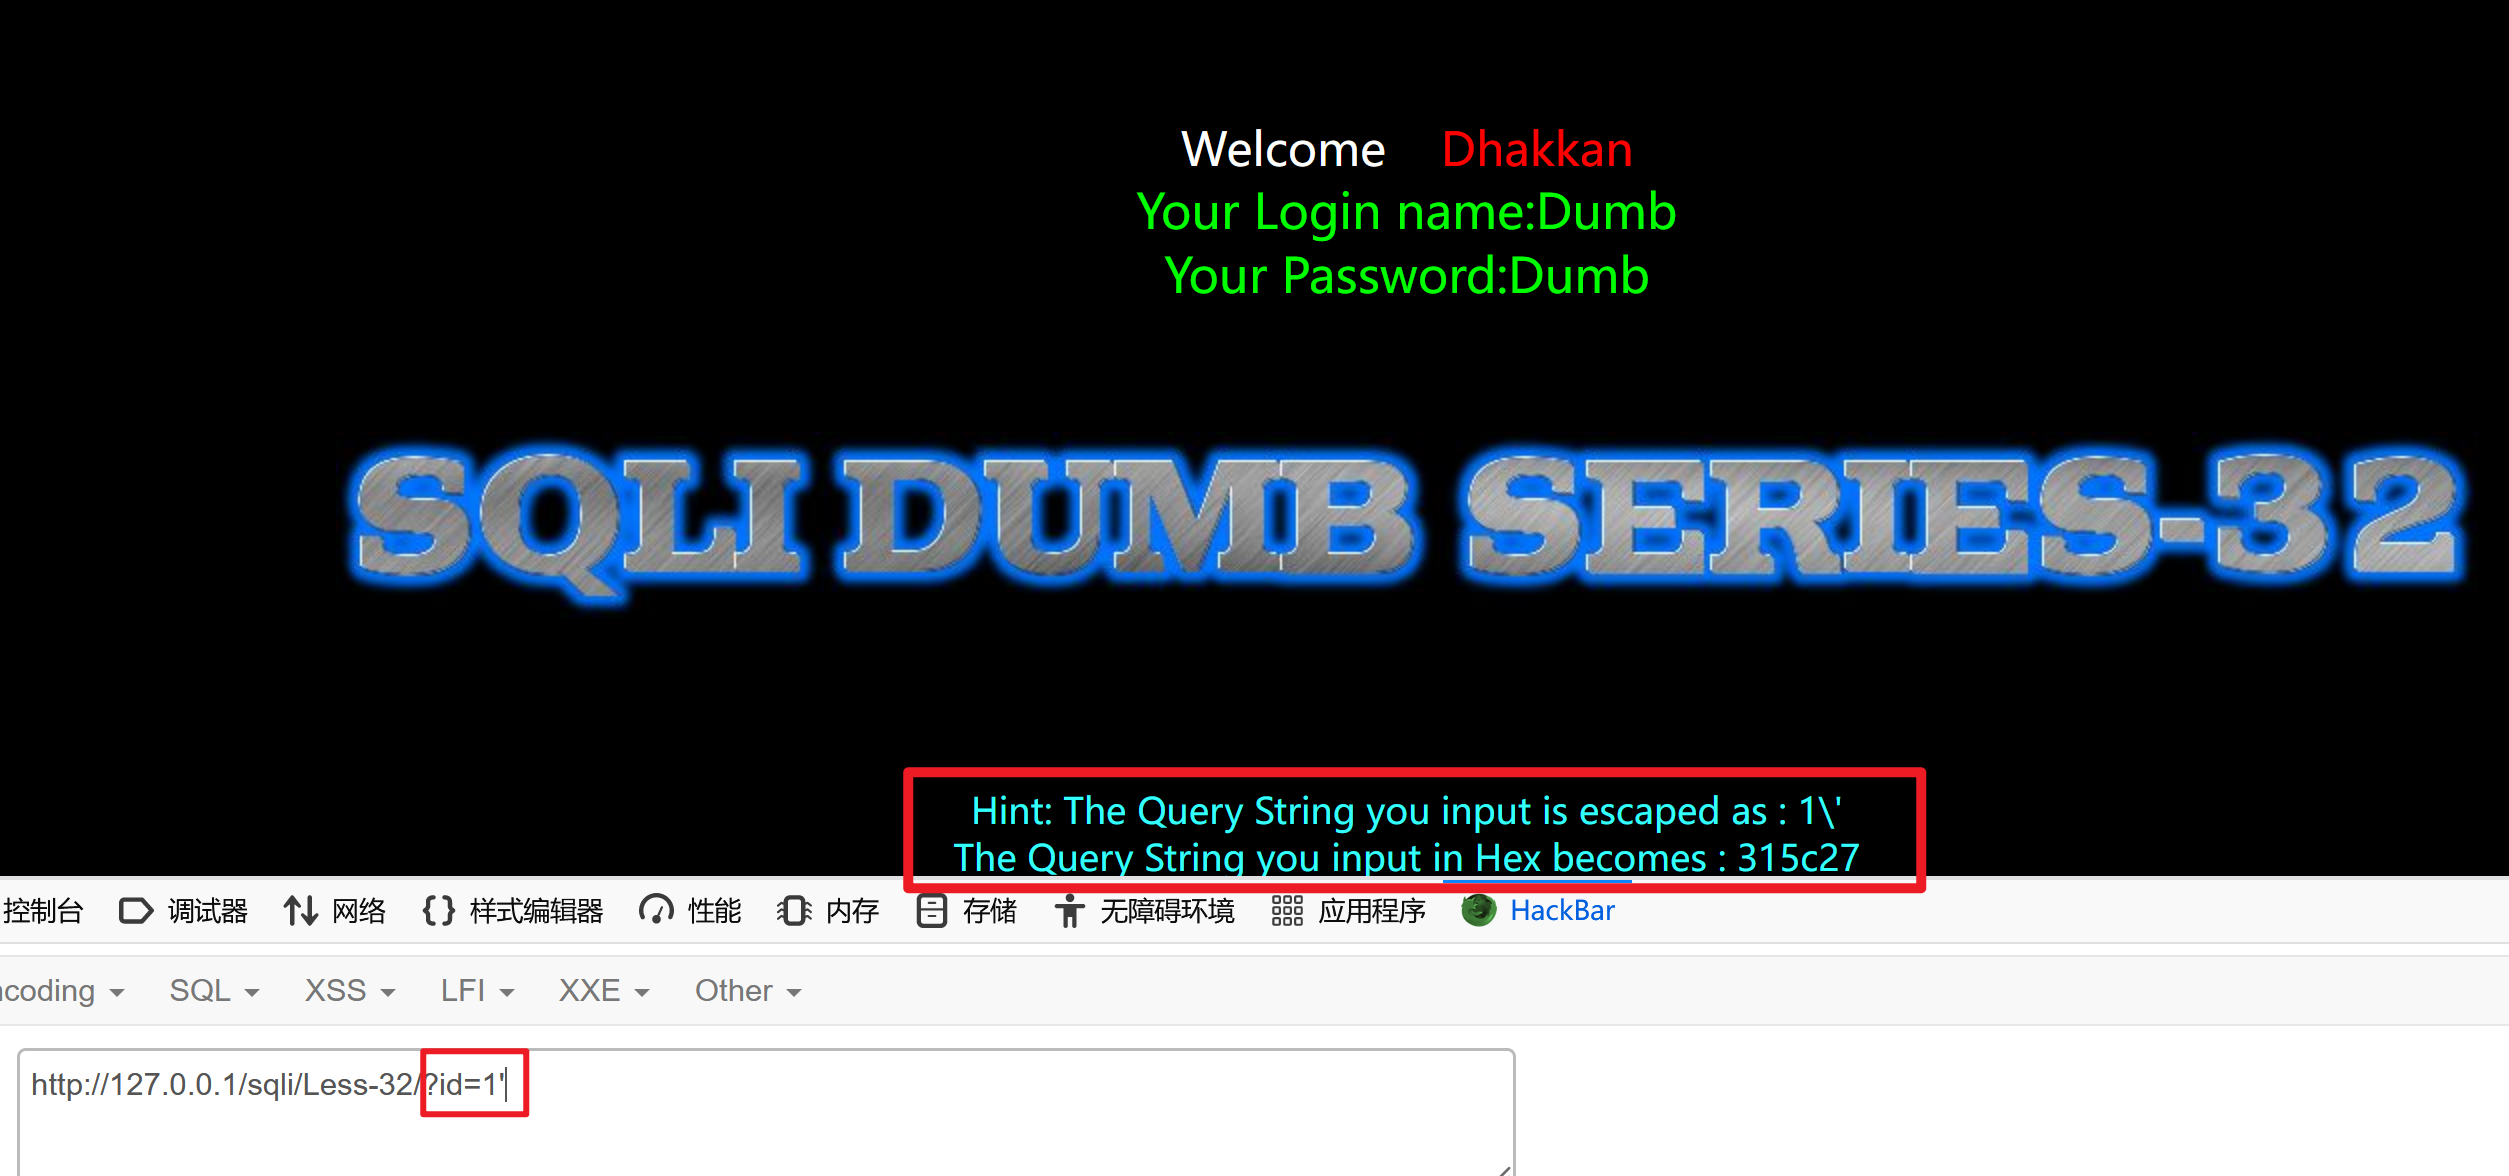 Welcome Dhakkan
Your Login name:Dumb
Your Password:Dumb
SQLI DUMB SERIES-32
Hint: The Query String you input is escaped as : 1\'
The Query String you input in Hex becomes : 315c27
控制台 调试器 网络 样式编辑器 性能 内存 存储 无障碍环境 应用程序 HackBar
coding SQL XSS LFI XXE Other
http://127.0.0.1/sqli/Less-32/?id=1'